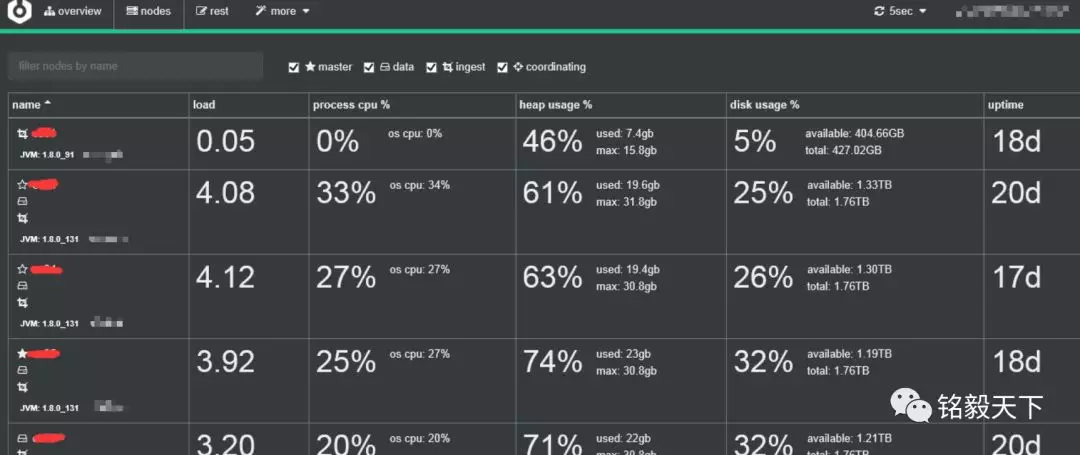 overview nodes rest more 5sec
filter nodes by name master data ingest coordinating
name load process cpu % heap usage % disk usage % uptime
0.05 0% os cpu: 0% 46% used: 7.4gb 5% available: 404.66GB 18d
max: 15.8gb total: 427.02GB
JVM: 1.8.0_91
4.08 33% os cpu: 34% 61% used: 19.6gb 25% available: 1.33TB 20d
max: 31.8gb total: 1.76TB
JVM: 1.8.0_131
4.12 27% os cpu: 27% 63% used: 19.4gb 26% available: 1.30TB 17d
max: 30.8gb total: 1.76TB
JVM: 1.8.0_131
3.92 25% os cpu: 27% 74% used: 23gb 32% available: 1.19TB 18d
max: 30.8gb total: 1.76TB
JVM: 1.8.0_131
铭毅天下
3.20 20% os cpu: 20% 71% used: 22gb 32% available: 1.21TB 20d
max: 30.8gb total: 1.76TB